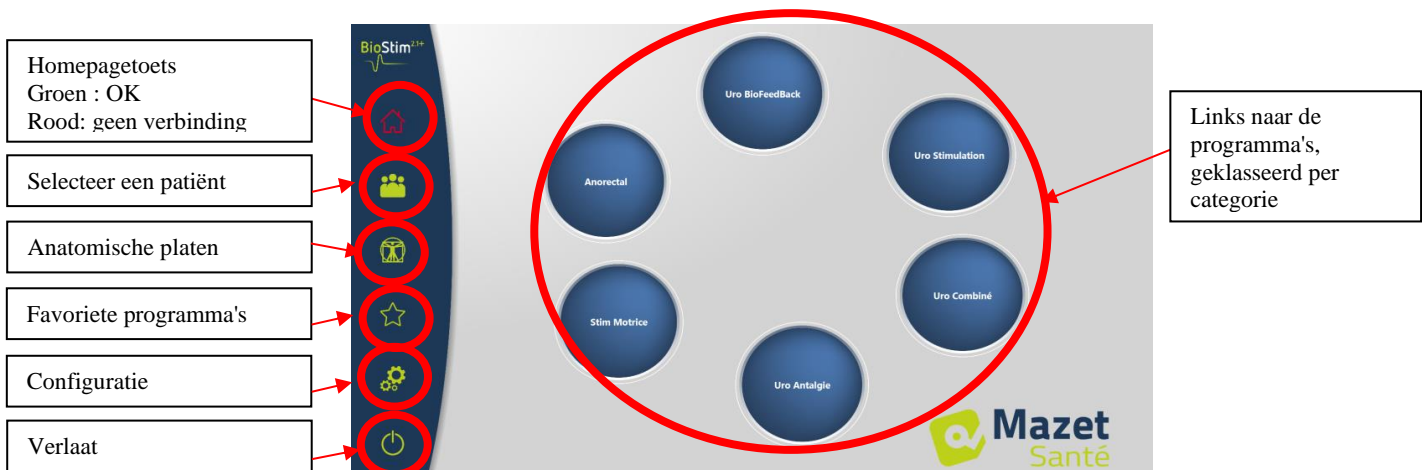 Homepagetoets
Groen : OK
Rood: geen verbinding
Selecteer een patiënt
Anatomische platen
Favoriete programma's
Configuratie
Verlaat
BioStim2.1+
Uro BioFeedBack
Uro Stimulation
Anorectal
Uro Combiné
Stim Motrice
Uro Antalgie
Mazet
Santé
Links naar de
programma's,
geklasseerd per
categorie